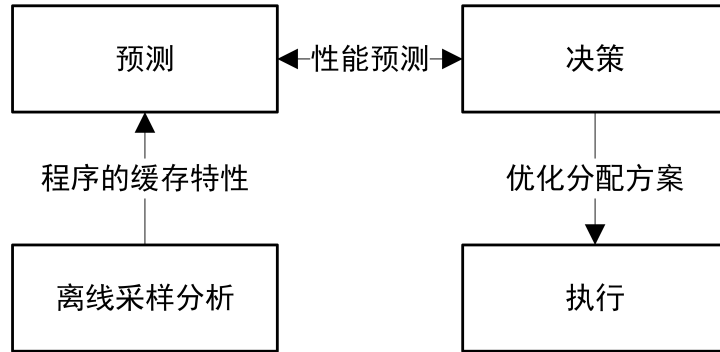 预测
性能预测
决策
程序的缓存特性
优化分配方案
离线采样分析
执行